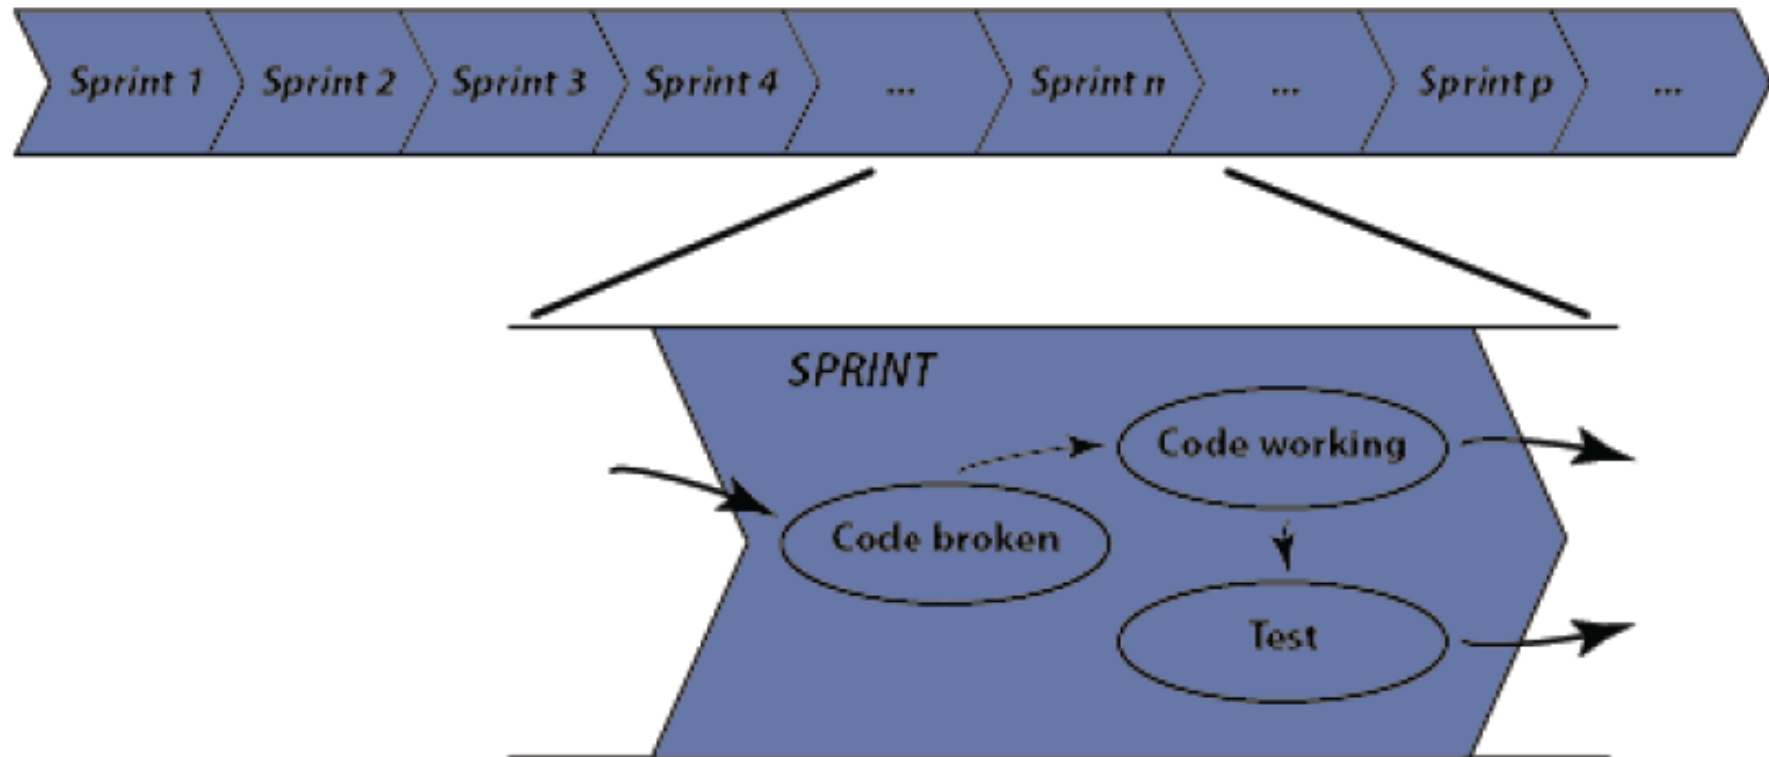 Sprint 1 Sprint 2 Sprint 3 Sprint 4 ... Sprint n ... Sprint p ...
SPRINT
Code working
Code broken
Test